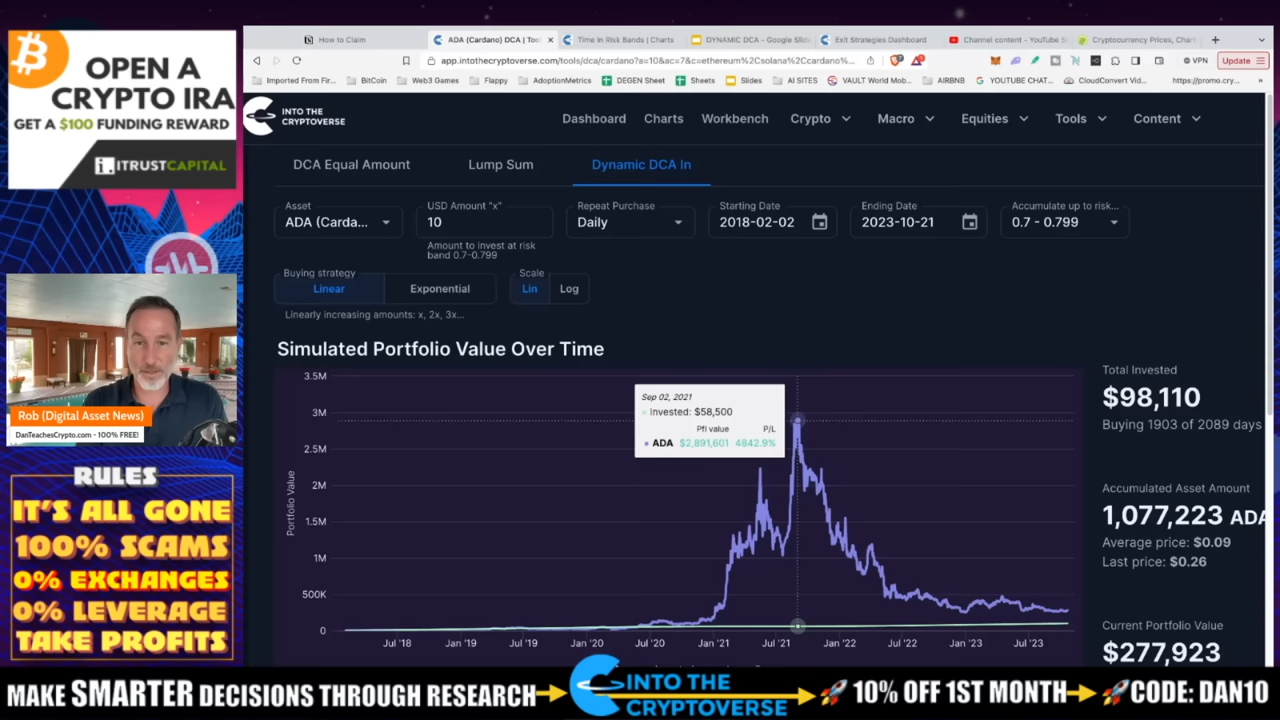 OPEN A
CRYPTO IRA
GET A $100 FUNDING REWARD
i. iTRUSTCAPITAL
Rob (Digital Asset News)
DanTeachesCrypto.com - 100% FREE!
RULES
IT'S ALL GONE
100% SCAMS
0% EXCHANGES
0% LEVERAGE
TAKE PROFITS
How to Claim
ADA (Cardano) DCA | Tool
Time In Risk Bands | Charts
DYNAMIC DCA - Google Slid
Exit Strategies Dashboard
Channel content - YouTube S
Cryptocurrency Prices, Chart
app.intothecryptoverse.com/tools/dca/cardano?a=10&ac=7&c=ethereum%2Csolana%2Ccardano%...
VPN
Update
Imported From Fir...
BitCoin
Web3 Games
Flappy
AdoptionMetrics
DEGEN Sheet
Sheets
Slides
AI SITES
VAULT World Mob...
AIRBNB
YOUTUBE CHAT...
CloudConvert Vid...
https://promo.cry...
INTO THE
CRYPTOVERSE
Dashboard
Charts
Workbench
Crypto
Macro
Equities
Tools
Content
DCA Equal Amount
Lump Sum
Dynamic DCA In
Asset
ADA (Carda...
USD Amount "x"
10
Amount to invest at risk
band 0.7-0.799
Repeat Purchase
Daily
Starting Date
2018-02-02
Ending Date
2023-10-21
Accumulate up to risk...
0.7 - 0.799
Buying strategy
Linear
Exponential
Linearly increasing amounts: x, 2x, 3x...
Scale
Lin
Log
Simulated Portfolio Value Over Time
Portfolio Value
3.5M
3M
2.5M
2M
1.5M
1M
500K
0
Sep 02, 2021
Invested: $58,500
Pfl value P/L
ADA $2,891,601 4842.9%
Jul '18
Jan '19
Jul '19
Jan '20
Jul '20
Jan '21
Jul '21
Jan '22
Jul '22
Jan '23
Jul '23
Total Invested
$98,110
Buying 1903 of 2089 days
Accumulated Asset Amount
1,077,223 ADA
Average price: $0.09
Last price: $0.26
Current Portfolio Value
$277,923
MAKE SMARTER DECISIONS THROUGH RESEARCH
INTO THE
CRYPTOVERSE
10% OFF 1ST MONTH
CODE: DAN10